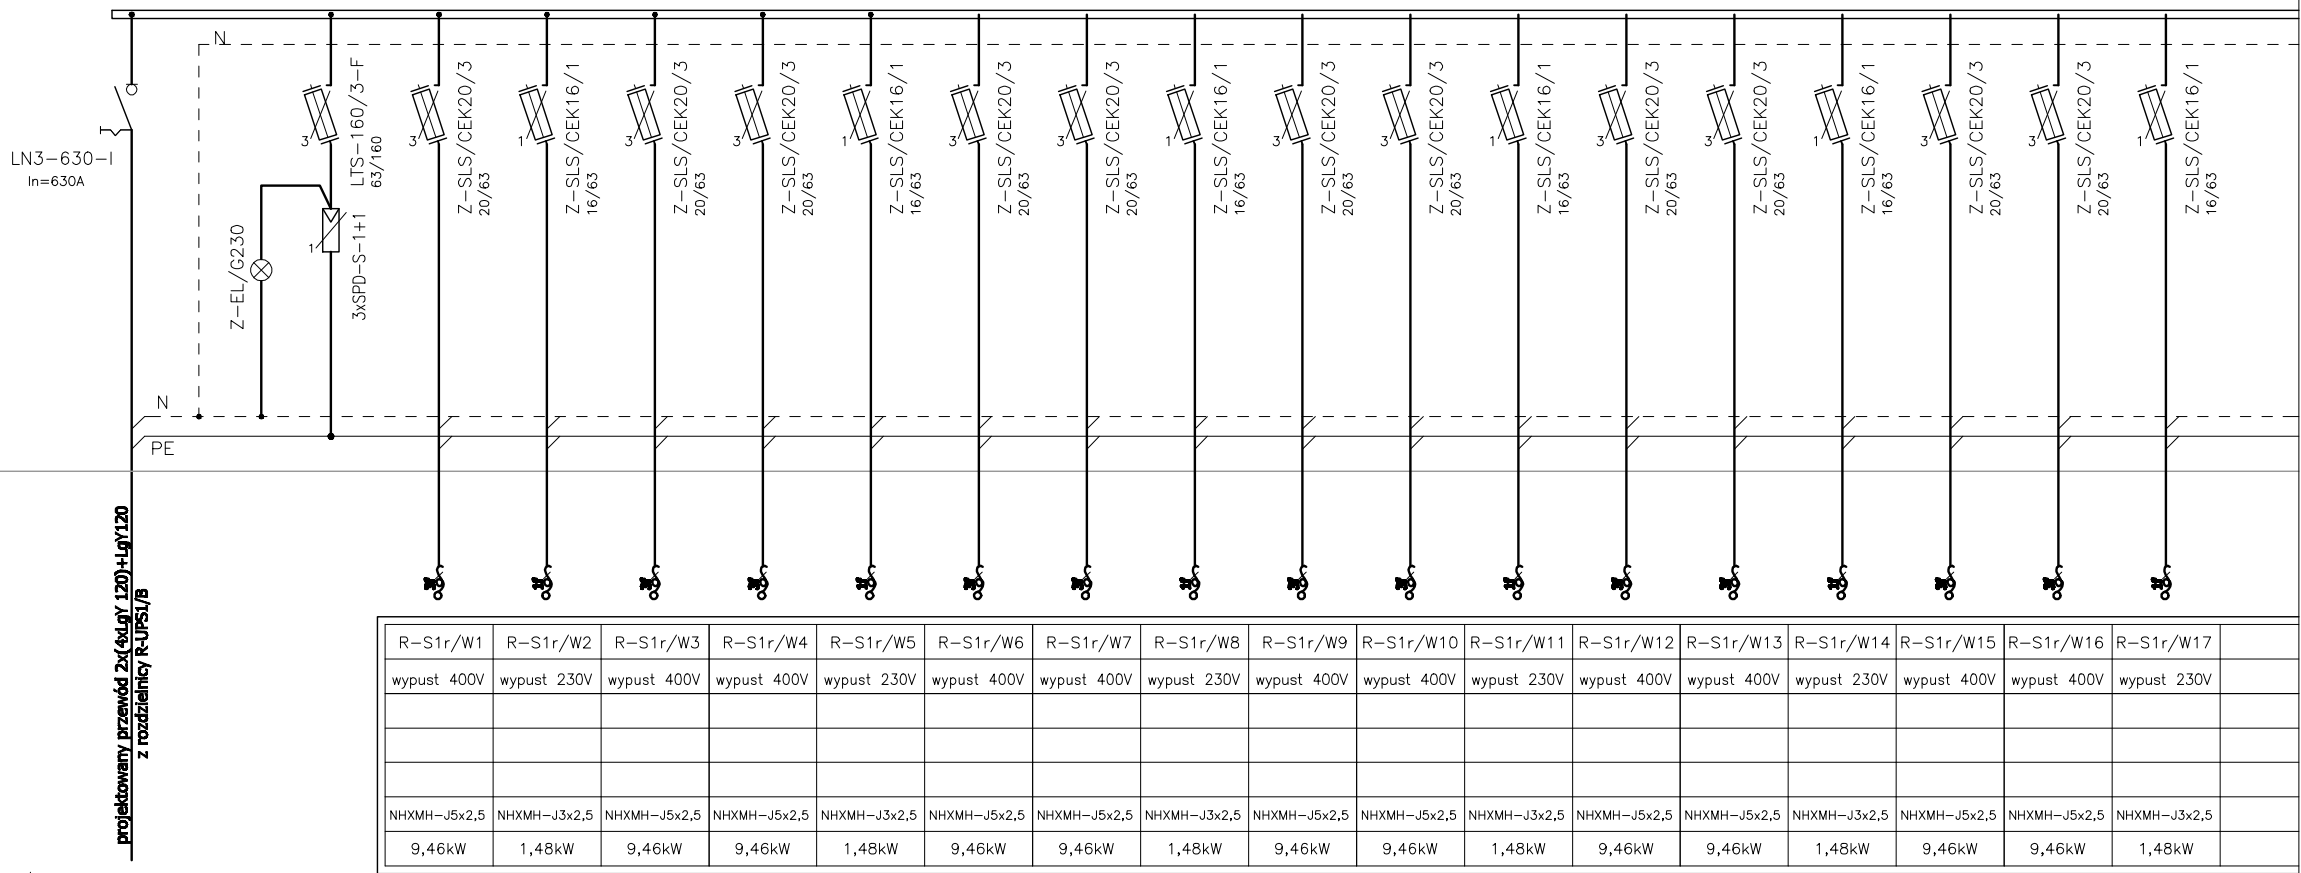 N
LN3-630-I
In=630A
LTS-160/3-F
63/160
3
Z-EL/G230
3xSPD-S-1+1
1
Z-SLS/CEK20/3
20/63
3
Z-SLS/CEK16/1
16/63
1
Z-SLS/CEK20/3
20/63
3
Z-SLS/CEK20/3
20/63
3
Z-SLS/CEK16/1
16/63
1
Z-SLS/CEK20/3
20/63
3
Z-SLS/CEK20/3
20/63
3
Z-SLS/CEK16/1
16/63
1
Z-SLS/CEK20/3
20/63
3
Z-SLS/CEK20/3
20/63
3
Z-SLS/CEK16/1
16/63
1
Z-SLS/CEK20/3
20/63
3
Z-SLS/CEK20/3
20/63
3
Z-SLS/CEK16/1
16/63
1
Z-SLS/CEK20/3
20/63
3
Z-SLS/CEK20/3
20/63
3
Z-SLS/CEK16/1
16/63
1
N
PE
projektowany przewód 2x(4xLgY 120)+LgY120
z rozdzielnicy R-UPS1/B
R-S1r/W1 R-S1r/W2 R-S1r/W3 R-S1r/W4 R-S1r/W5 R-S1r/W6 R-S1r/W7 R-S1r/W8 R-S1r/W9 R-S1r/W10 R-S1r/W11 R-S1r/W12 R-S1r/W13 R-S1r/W14 R-S1r/W15 R-S1r/W16 R-S1r/W17
wypust 400V wypust 230V wypust 400V wypust 400V wypust 230V wypust 400V wypust 400V wypust 230V wypust 400V wypust 400V wypust 230V wypust 400V wypust 400V wypust 230V wypust 400V wypust 400V wypust 230V
NHXMH-J5x2,5 NHXMH-J3x2,5 NHXMH-J5x2,5 NHXMH-J5x2,5 NHXMH-J3x2,5 NHXMH-J5x2,5 NHXMH-J5x2,5 NHXMH-J3x2,5 NHXMH-J5x2,5 NHXMH-J5x2,5 NHXMH-J3x2,5 NHXMH-J5x2,5 NHXMH-J5x2,5 NHXMH-J3x2,5 NHXMH-J5x2,5 NHXMH-J5x2,5 NHXMH-J3x2,5
9,46kW 1,48kW 9,46kW 9,46kW 1,48kW 9,46kW 9,46kW 1,48kW 9,46kW 9,46kW 1,48kW 9,46kW 9,46kW 1,48kW 9,46kW 9,46kW 1,48kW